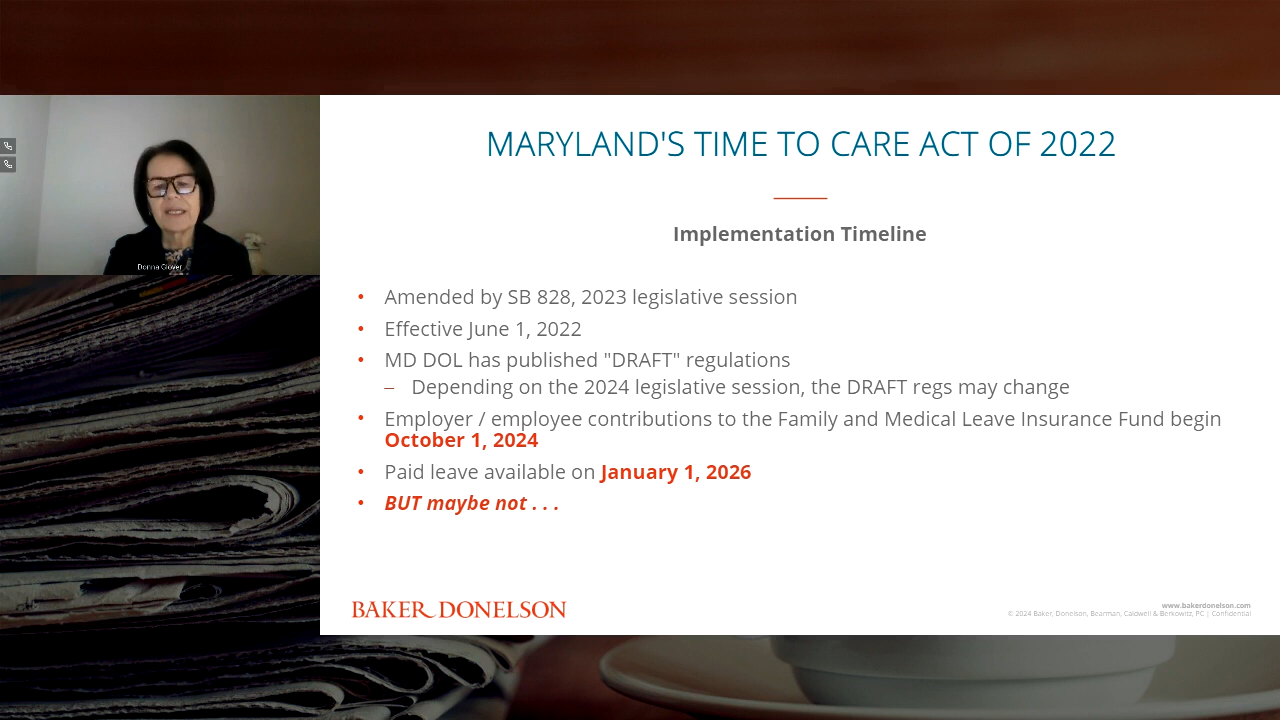 MARYLAND'S TIME TO CARE ACT OF 2022
Implementation Timeline
• Amended by SB 828, 2023 legislative session
• Effective June 1, 2022
• MD DOL has published "DRAFT" regulations
– Depending on the 2024 legislative session, the DRAFT regs may change
• Employer / employee contributions to the Family and Medical Leave Insurance Fund begin
October 1, 2024
• Paid leave available on January 1, 2026
• BUT maybe not . . .
Donna Glover
BAKER DONELSON
www.bakerdonelson.com
© 2024 Baker, Donelson, Bearman, Caldwell & Berkowitz, PC | Confidential